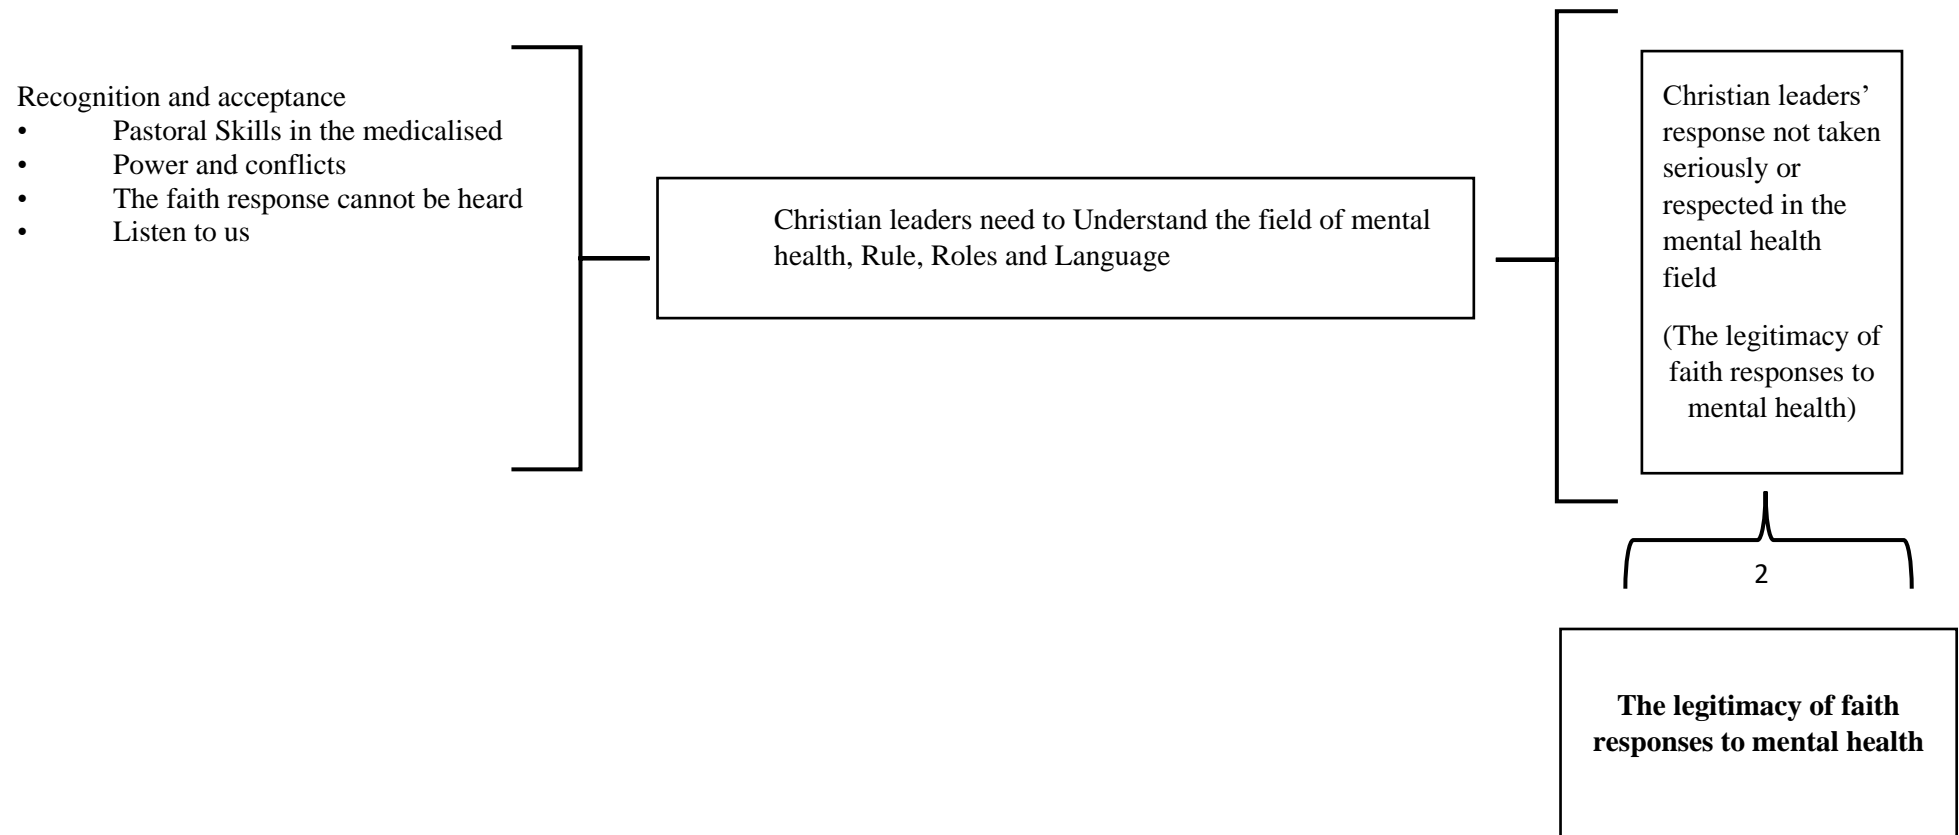 Recognition and acceptance
• Pastoral Skills in the medicalised
• Power and conflicts
• The faith response cannot be heard
• Listen to us
Christian leaders need to Understand the field of mental
health, Rule, Roles and Language
Christian leaders’
response not taken
seriously or
respected in the
mental health
field
(The legitimacy of
faith responses to
mental health)
2
The legitimacy of faith
responses to mental health